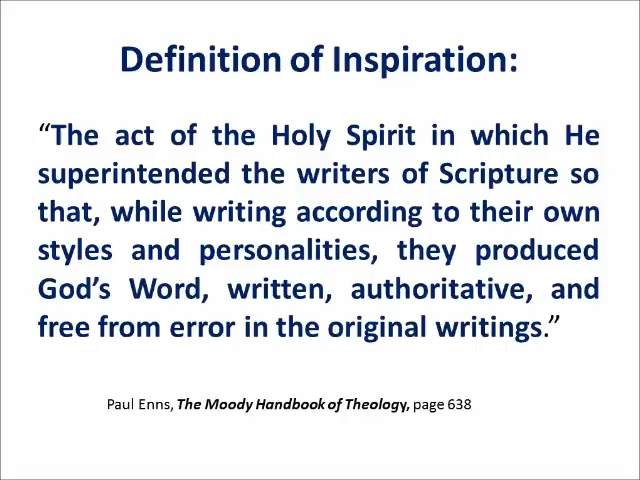 Definition of Inspiration:
“The act of the Holy Spirit in which He
superintended the writers of Scripture so
that, while writing according to their own
styles and personalities, they produced
God’s Word, written, authoritative, and
free from error in the original writings.”
Paul Enns, The Moody Handbook of Theology, page 638